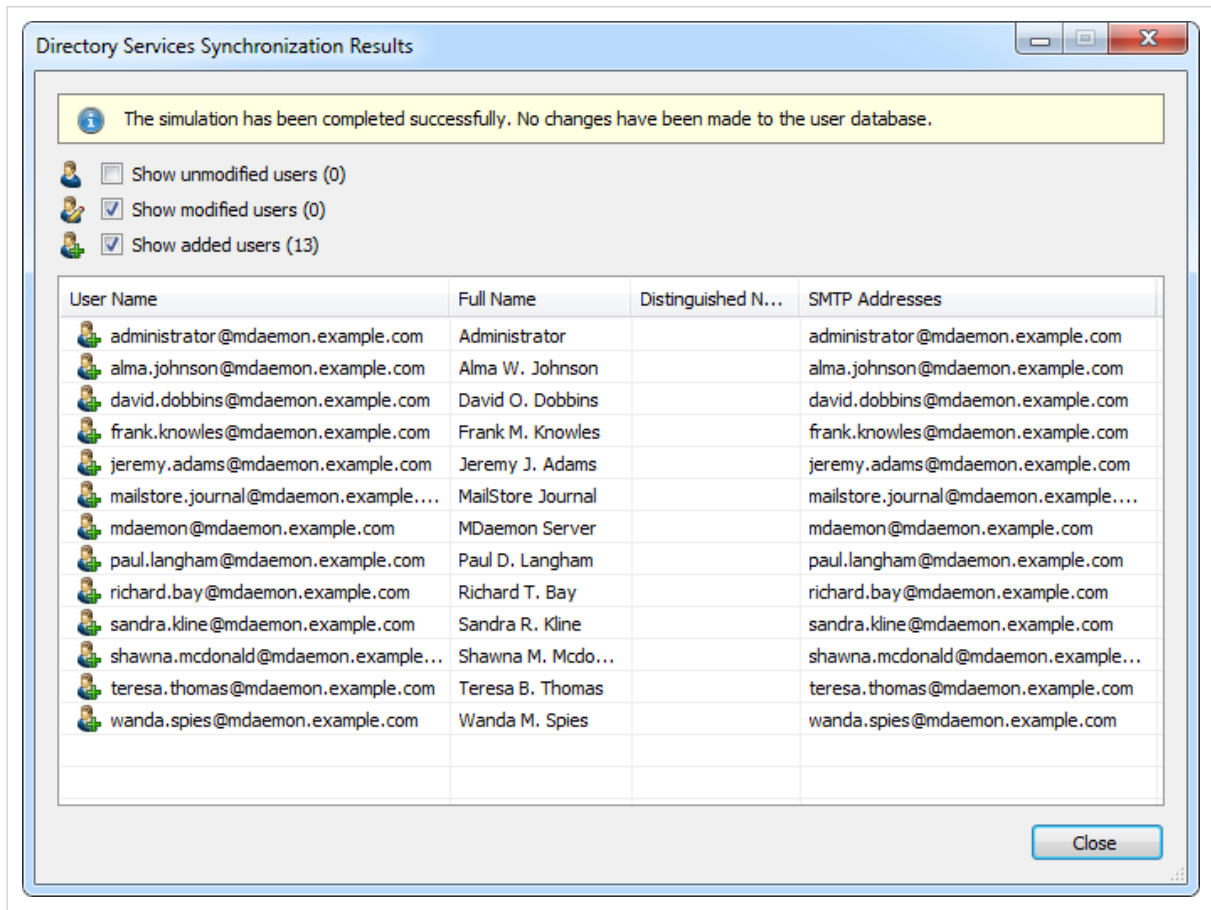 Directory Services Synchronization Results
The simulation has been completed successfully. No changes have been made to the user database.
Show unmodified users (0)
Show modified users (0)
Show added users (13)
User Name Full Name Distinguished N... SMTP Addresses
administrator@mdaemon.example.com Administrator administrator@mdaemon.example.com
alma.johnson@mdaemon.example.com Alma W. Johnson alma.johnson@mdaemon.example.com
david.dobbins@mdaemon.example.com David O. Dobbins david.dobbins@mdaemon.example.com
frank.knowles@mdaemon.example.com Frank M. Knowles frank.knowles@mdaemon.example.com
jeremy.adams@mdaemon.example.com Jeremy J. Adams jeremy.adams@mdaemon.example.com
mailstore.journal@mdaemon.example.... MailStore Journal mailstore.journal@mdaemon.example....
mdaemon@mdaemon.example.com MDaemon Server mdaemon@mdaemon.example.com
paul.langham@mdaemon.example.com Paul D. Langham paul.langham@mdaemon.example.com
richard.bay@mdaemon.example.com Richard T. Bay richard.bay@mdaemon.example.com
sandra.kline@mdaemon.example.com Sandra R. Kline sandra.kline@mdaemon.example.com
shawna.mcdonald@mdaemon.example... Shawna M. Mcdo... shawna.mcdonald@mdaemon.example...
teresa.thomas@mdaemon.example.com Teresa B. Thomas teresa.thomas@mdaemon.example.com
wanda.spies@mdaemon.example.com Wanda M. Spies wanda.spies@mdaemon.example.com
Close